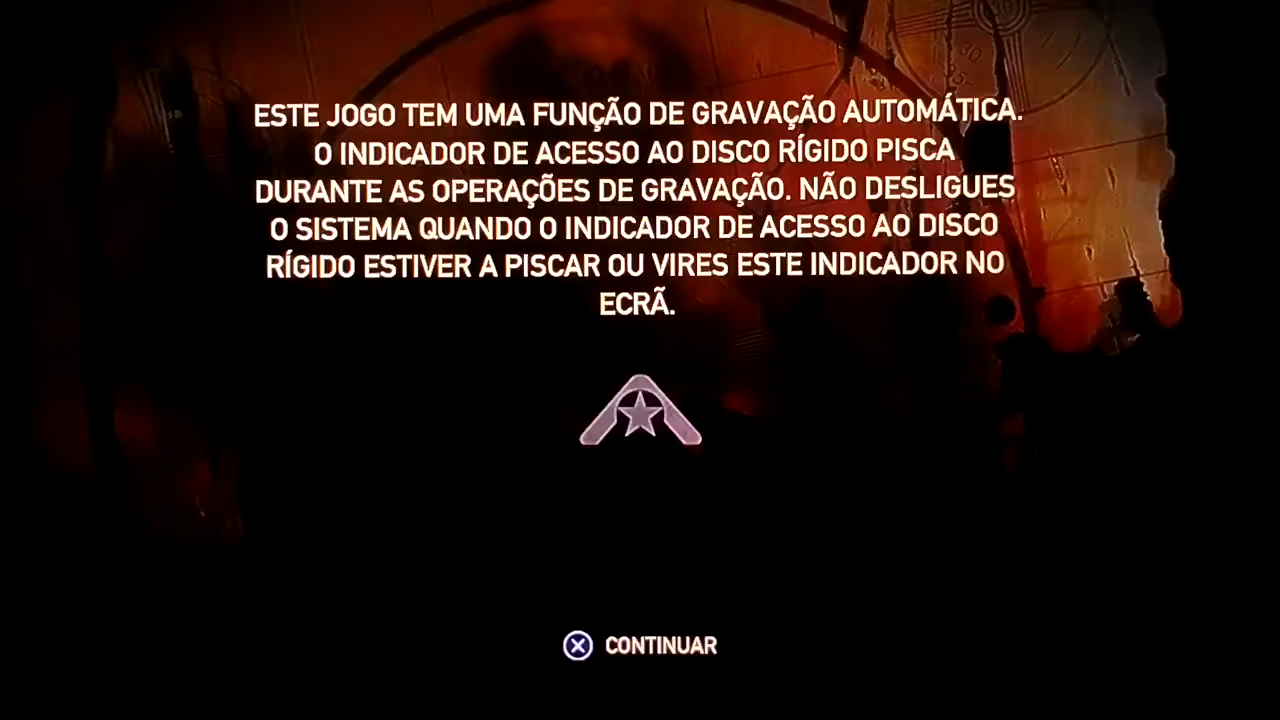 ESTE JOGO TEM UMA FUNÇÃO DE GRAVAÇÃO AUTOMÁTICA.
O INDICADOR DE ACESSO AO DISCO RÍGIDO PISCA
DURANTE AS OPERAÇÕES DE GRAVAÇÃO. NÃO DESLIGUES
O SISTEMA QUANDO O INDICADOR DE ACESSO AO DISCO
RÍGIDO ESTIVER A PISCAR OU VIRES ESTE INDICADOR NO
ECRÃ.
CONTINUAR